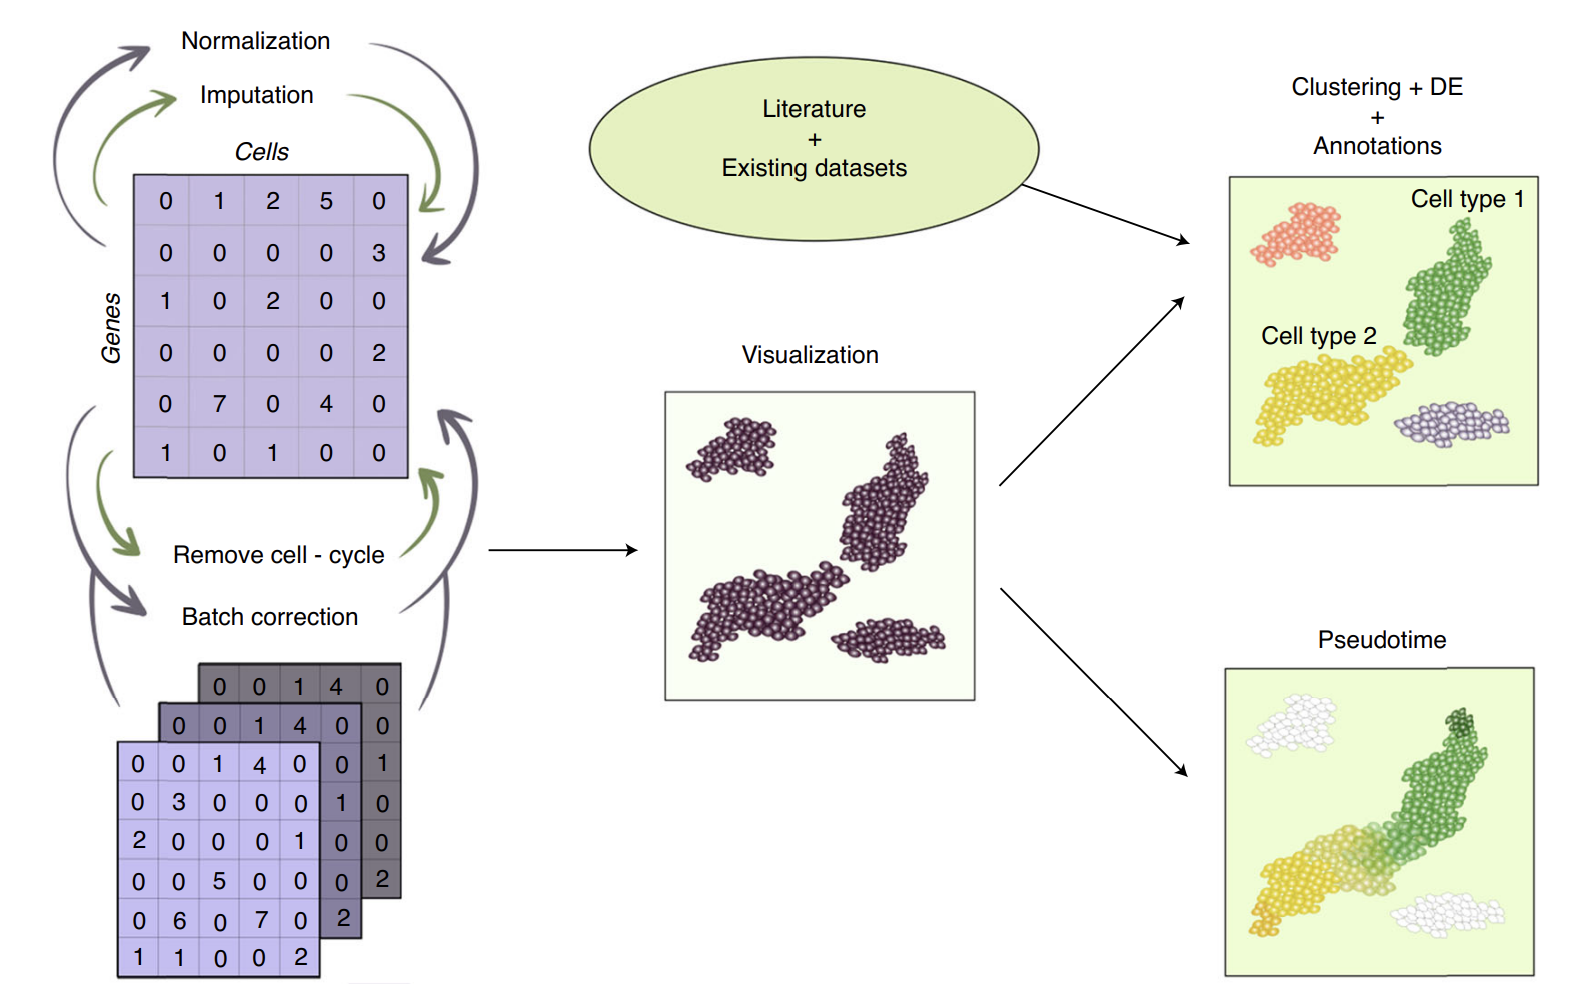 Normalization
Imputation
Cells
Genes
0 1 2 5 0
0 0 0 0 3
1 0 2 0 0
0 0 0 0 2
0 7 0 4 0
1 0 1 0 0
Remove cell - cycle
Batch correction
0 0 1 4 0
0 0 1 4 0 0
0 0 1 4 0 0 1
0 3 0 0 0 1 0
2 0 0 0 1 0 0
0 0 5 0 0 0 2
0 6 0 7 0 2
1 1 0 0 2
Literature
+
Existing datasets
Visualization
Clustering + DE
+
Annotations
Cell type 1
Cell type 2
Pseudotime